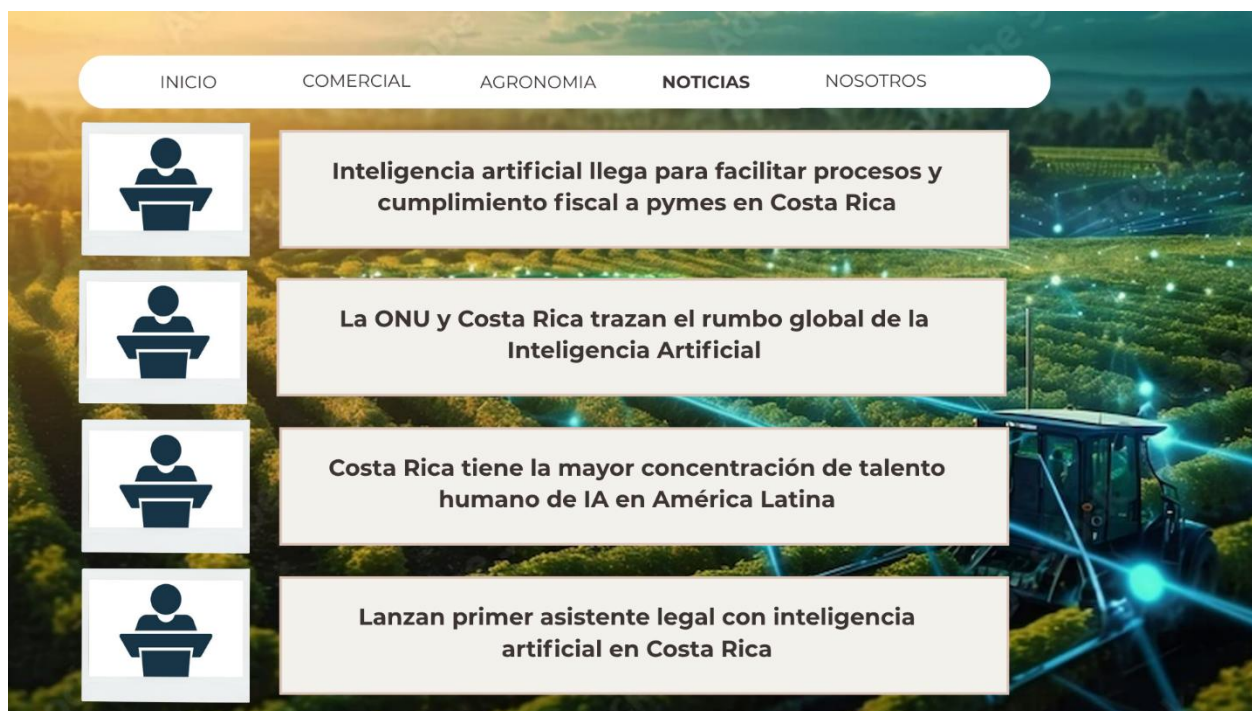 INICIO
COMERCIAL
AGRONOMIA
NOTICIAS
NOSOTROS
Inteligencia artificial llega para facilitar procesos y
cumplimiento fiscal a pymes en Costa Rica
La ONU y Costa Rica trazan el rumbo global de la
Inteligencia Artificial
Costa Rica tiene la mayor concentración de talento
humano de IA en América Latina
Lanzan primer asistente legal con inteligencia
artificial en Costa Rica